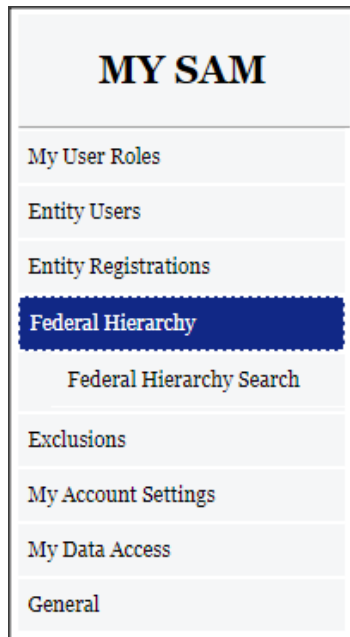 MY SAM
My User Roles
Entity Users
Entity Registrations
Federal Hierarchy
Federal Hierarchy Search
Exclusions
My Account Settings
My Data Access
General